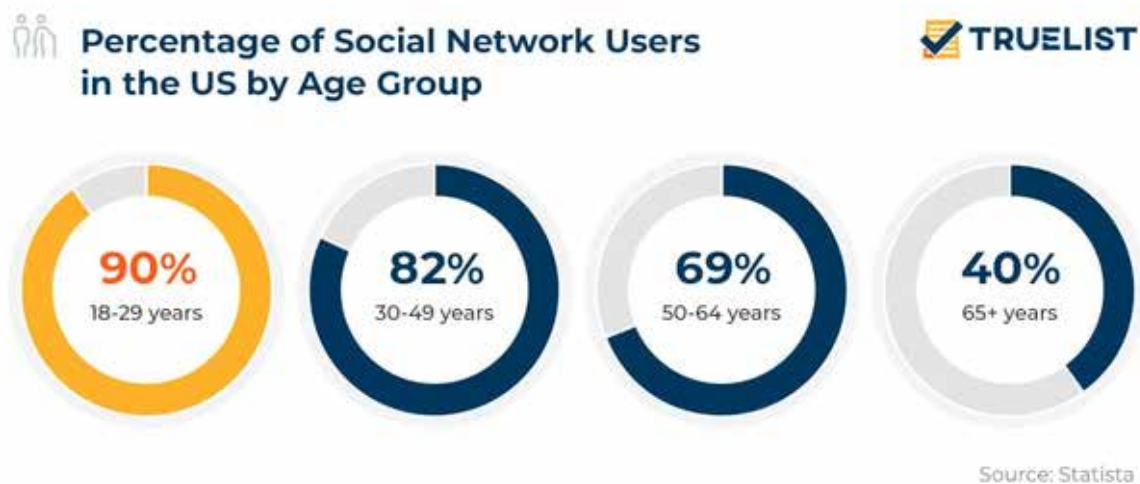 Percentage of Social Network Users
in the US by Age Group
TRUELIST
90%
18-29 years
82%
30-49 years
69%
50-64 years
40%
65+ years
Source: Statista